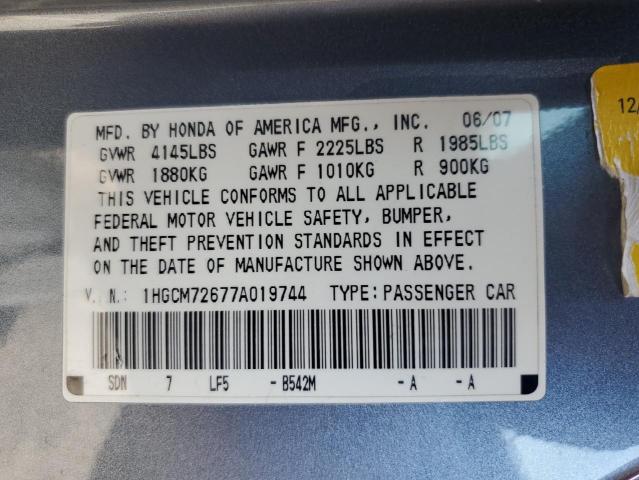 MFD. BY HONDA OF AMERICA MFG., INC. 06/07
GVWR 4145LBS GAWR F 2225LBS R 1985LBS
GVWR 1880KG GAWR F 1010KG R 900KG
THIS VEHICLE CONFORMS TO ALL APPLICABLE
FEDERAL MOTOR VEHICLE SAFETY, BUMPER,
AND THEFT PREVENTION STANDARDS IN EFFECT
ON THE DATE OF MANUFACTURE SHOWN ABOVE.
V. N.: 1HGCM72677A019744 TYPE: PASSENGER CAR
SDN 7 LF5 - B542M - A - A
12/